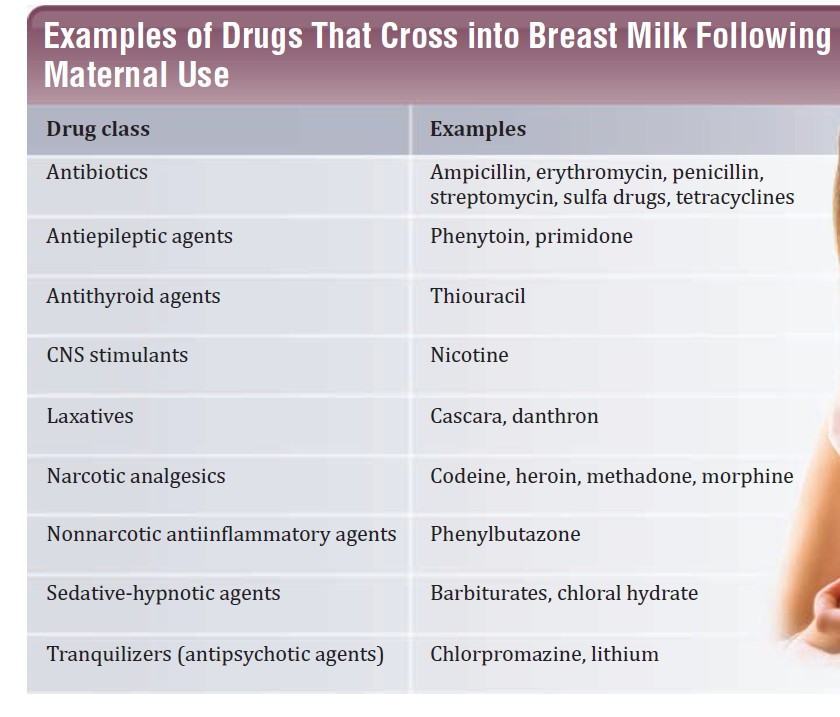 Examples of Drugs That Cross into Breast Milk Following
Maternal Use
Drug class Examples
Antibiotics Ampicillin, erythromycin, penicillin,
streptomycin, sulfa drugs, tetracyclines
Antiepileptic agents Phenytoin, primidone
Antithyroid agents Thiouracil
CNS stimulants Nicotine
Laxatives Cascara, danthron
Narcotic analgesics Codeine, heroin, methadone, morphine
Nonnarcotic antiinflammatory agents Phenylbutazone
Sedative-hypnotic agents Barbiturates, chloral hydrate
Tranquilizers (antipsychotic agents) Chlorpromazine, lithium